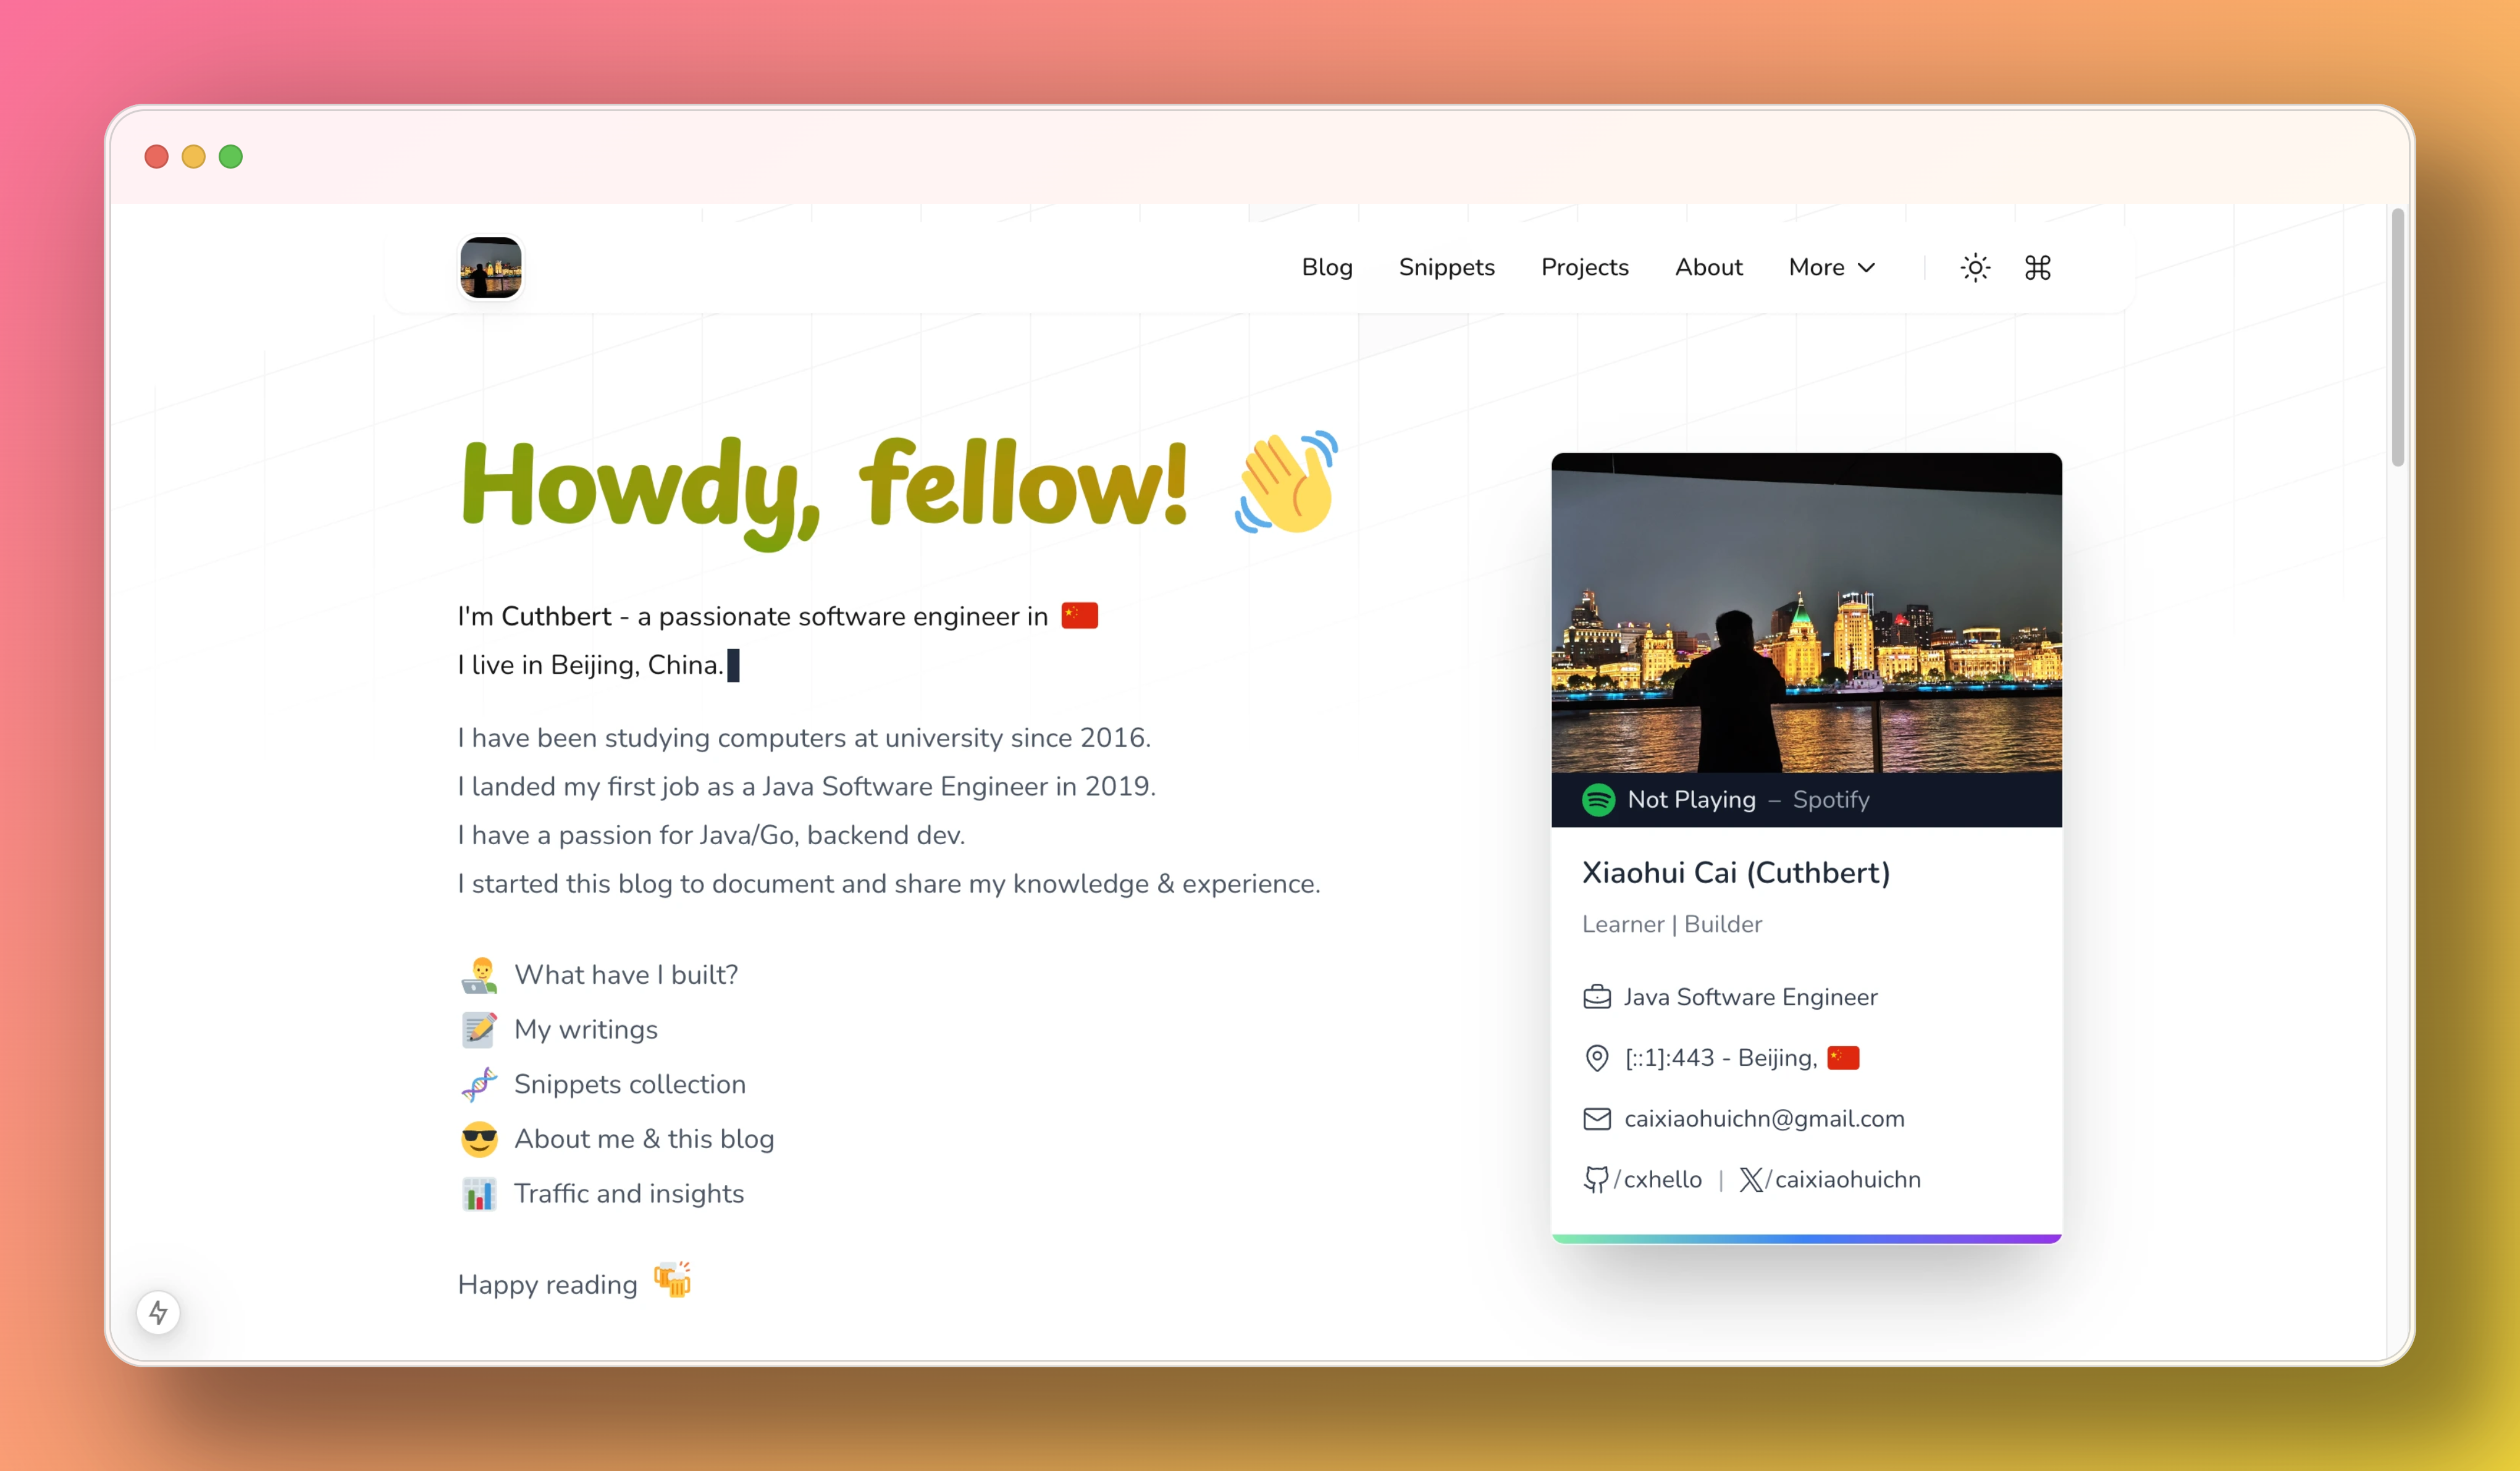 Blog Snippets Projects About More
Howdy, fellow!
I'm Cuthbert - a passionate software engineer in
I live in Beijing, China.
I have been studying computers at university since 2016.
I landed my first job as a Java Software Engineer in 2019.
I have a passion for Java/Go, backend dev.
I started this blog to document and share my knowledge & experience.
What have I built?
My writings
Snippets collection
About me & this blog
Traffic and insights
Happy reading
Not Playing – Spotify
Xiaohui Cai (Cuthbert)
Learner | Builder
Java Software Engineer
[::1]:443 - Beijing,
caixiaohuichn@gmail.com
/cxhello | X/caixiaohuichn